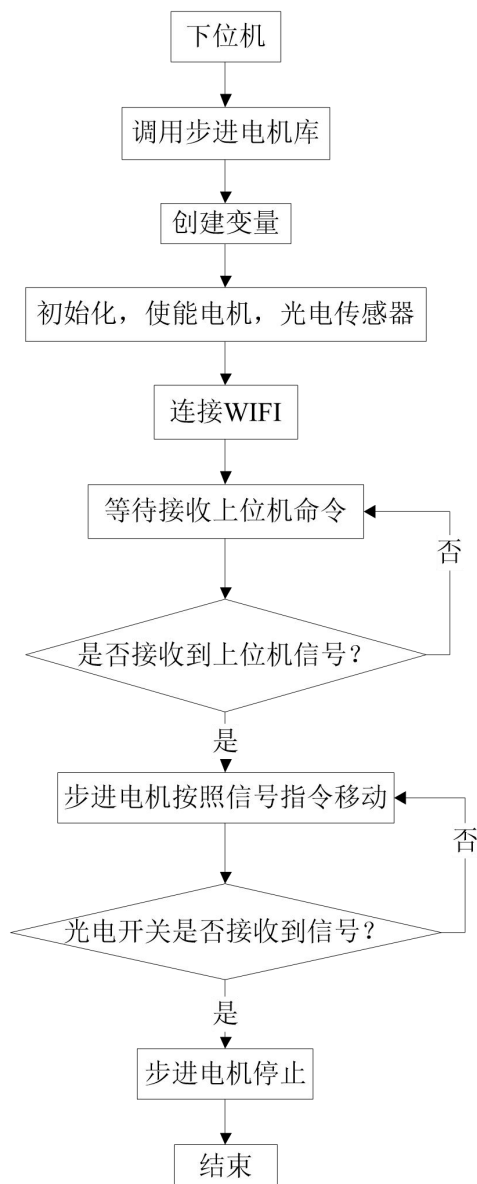 下位机
调用步进电机库
创建变量
初始化，使能电机，光电传感器
连接WIFI
等待接收上位机命令
否
是否接收到上位机信号？
是
步进电机按照信号指令移动
否
光电开关是否接收到信号？
是
步进电机停止
结束